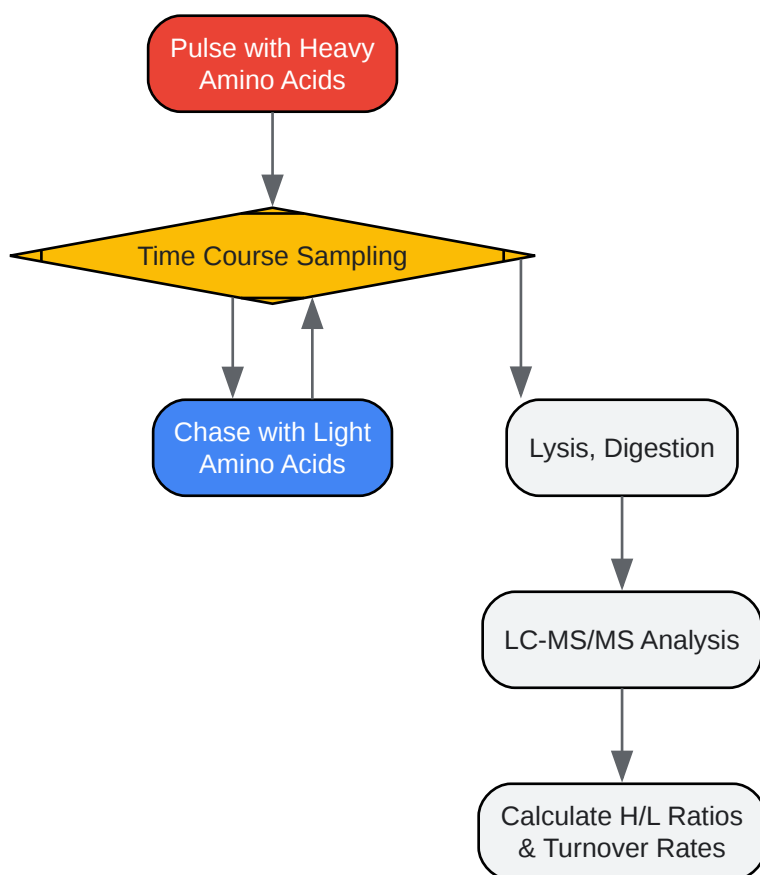 Pulse with Heavy
Amino Acids
Time Course Sampling
Chase with Light
Amino Acids
Lysis, Digestion
LC-MS/MS Analysis
Calculate H/L Ratios
& Turnover Rates